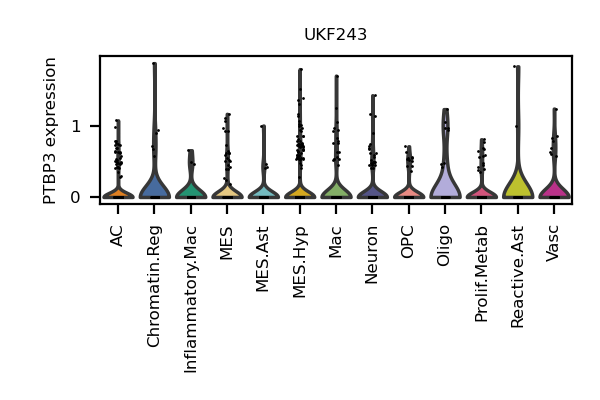 UKF243
PTBP3 expression
1
0
AC
Chromatin.Reg
Inflammatory.Mac
MES
MES.Ast
MES.Hyp
Mac
Neuron
OPC
Oligo
Prolif.Metab
Reactive.Ast
Vasc